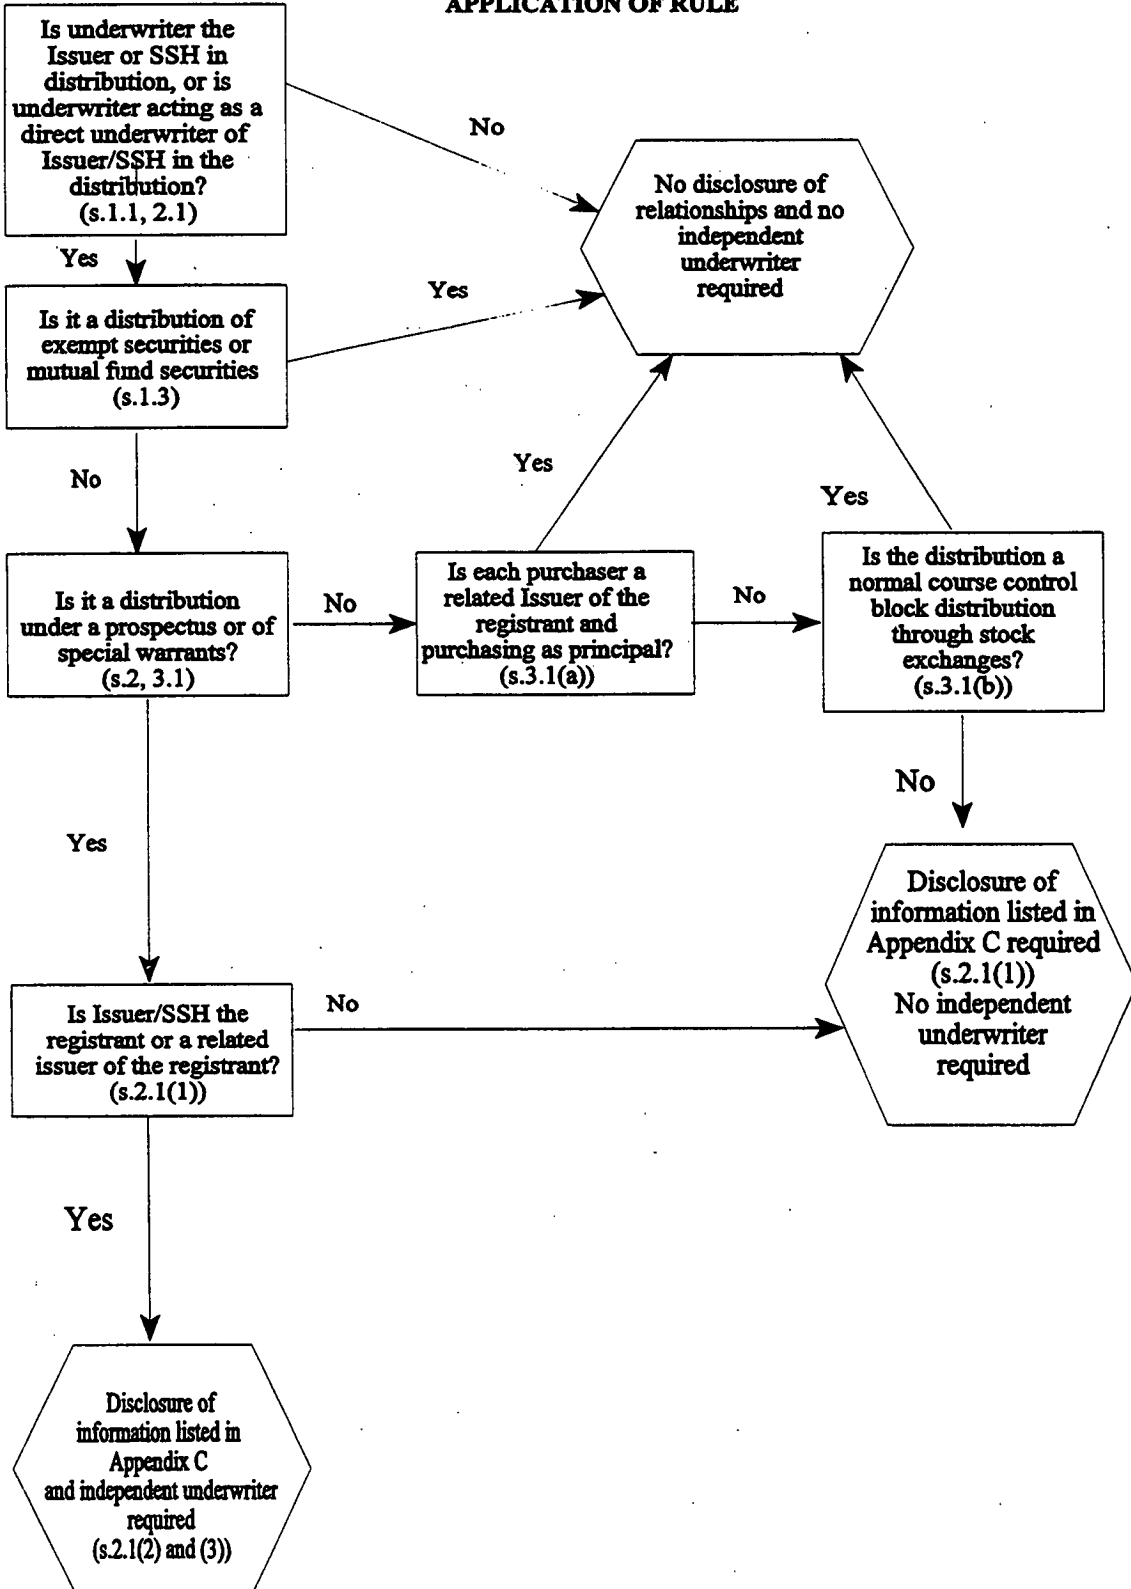 APPLICATION OF RULE
Is underwriter the
Issuer or SSH in
distribution, or is
underwriter acting as a
direct underwriter of
Issuer/SSH in the
distribution?
(s.1.1, 2.1)
No
No disclosure of
relationships and no
independent
underwriter
required
Yes
Yes
Is it a distribution of
exempt securities or
mutual fund securities
(s.1.3)
No
Yes
Yes
Is it a distribution
under a prospectus or of
special warrants?
(s.2, 3.1)
No
Is each purchaser a
related Issuer of the
registrant and
purchasing as principal?
(s.3.1(a))
No
Is the distribution a
normal course control
block distribution
through stock
exchanges?
(s.3.1(b))
No
Yes
Disclosure of
information listed in
Appendix C required
(s.2.1(1))
No independent
underwriter
required
Is Issuer/SSH the
registrant or a related
issuer of the registrant?
(s.2.1(1))
No
Yes
Disclosure of
information listed in
Appendix C
and independent underwriter
required
(s.2.1(2) and (3))